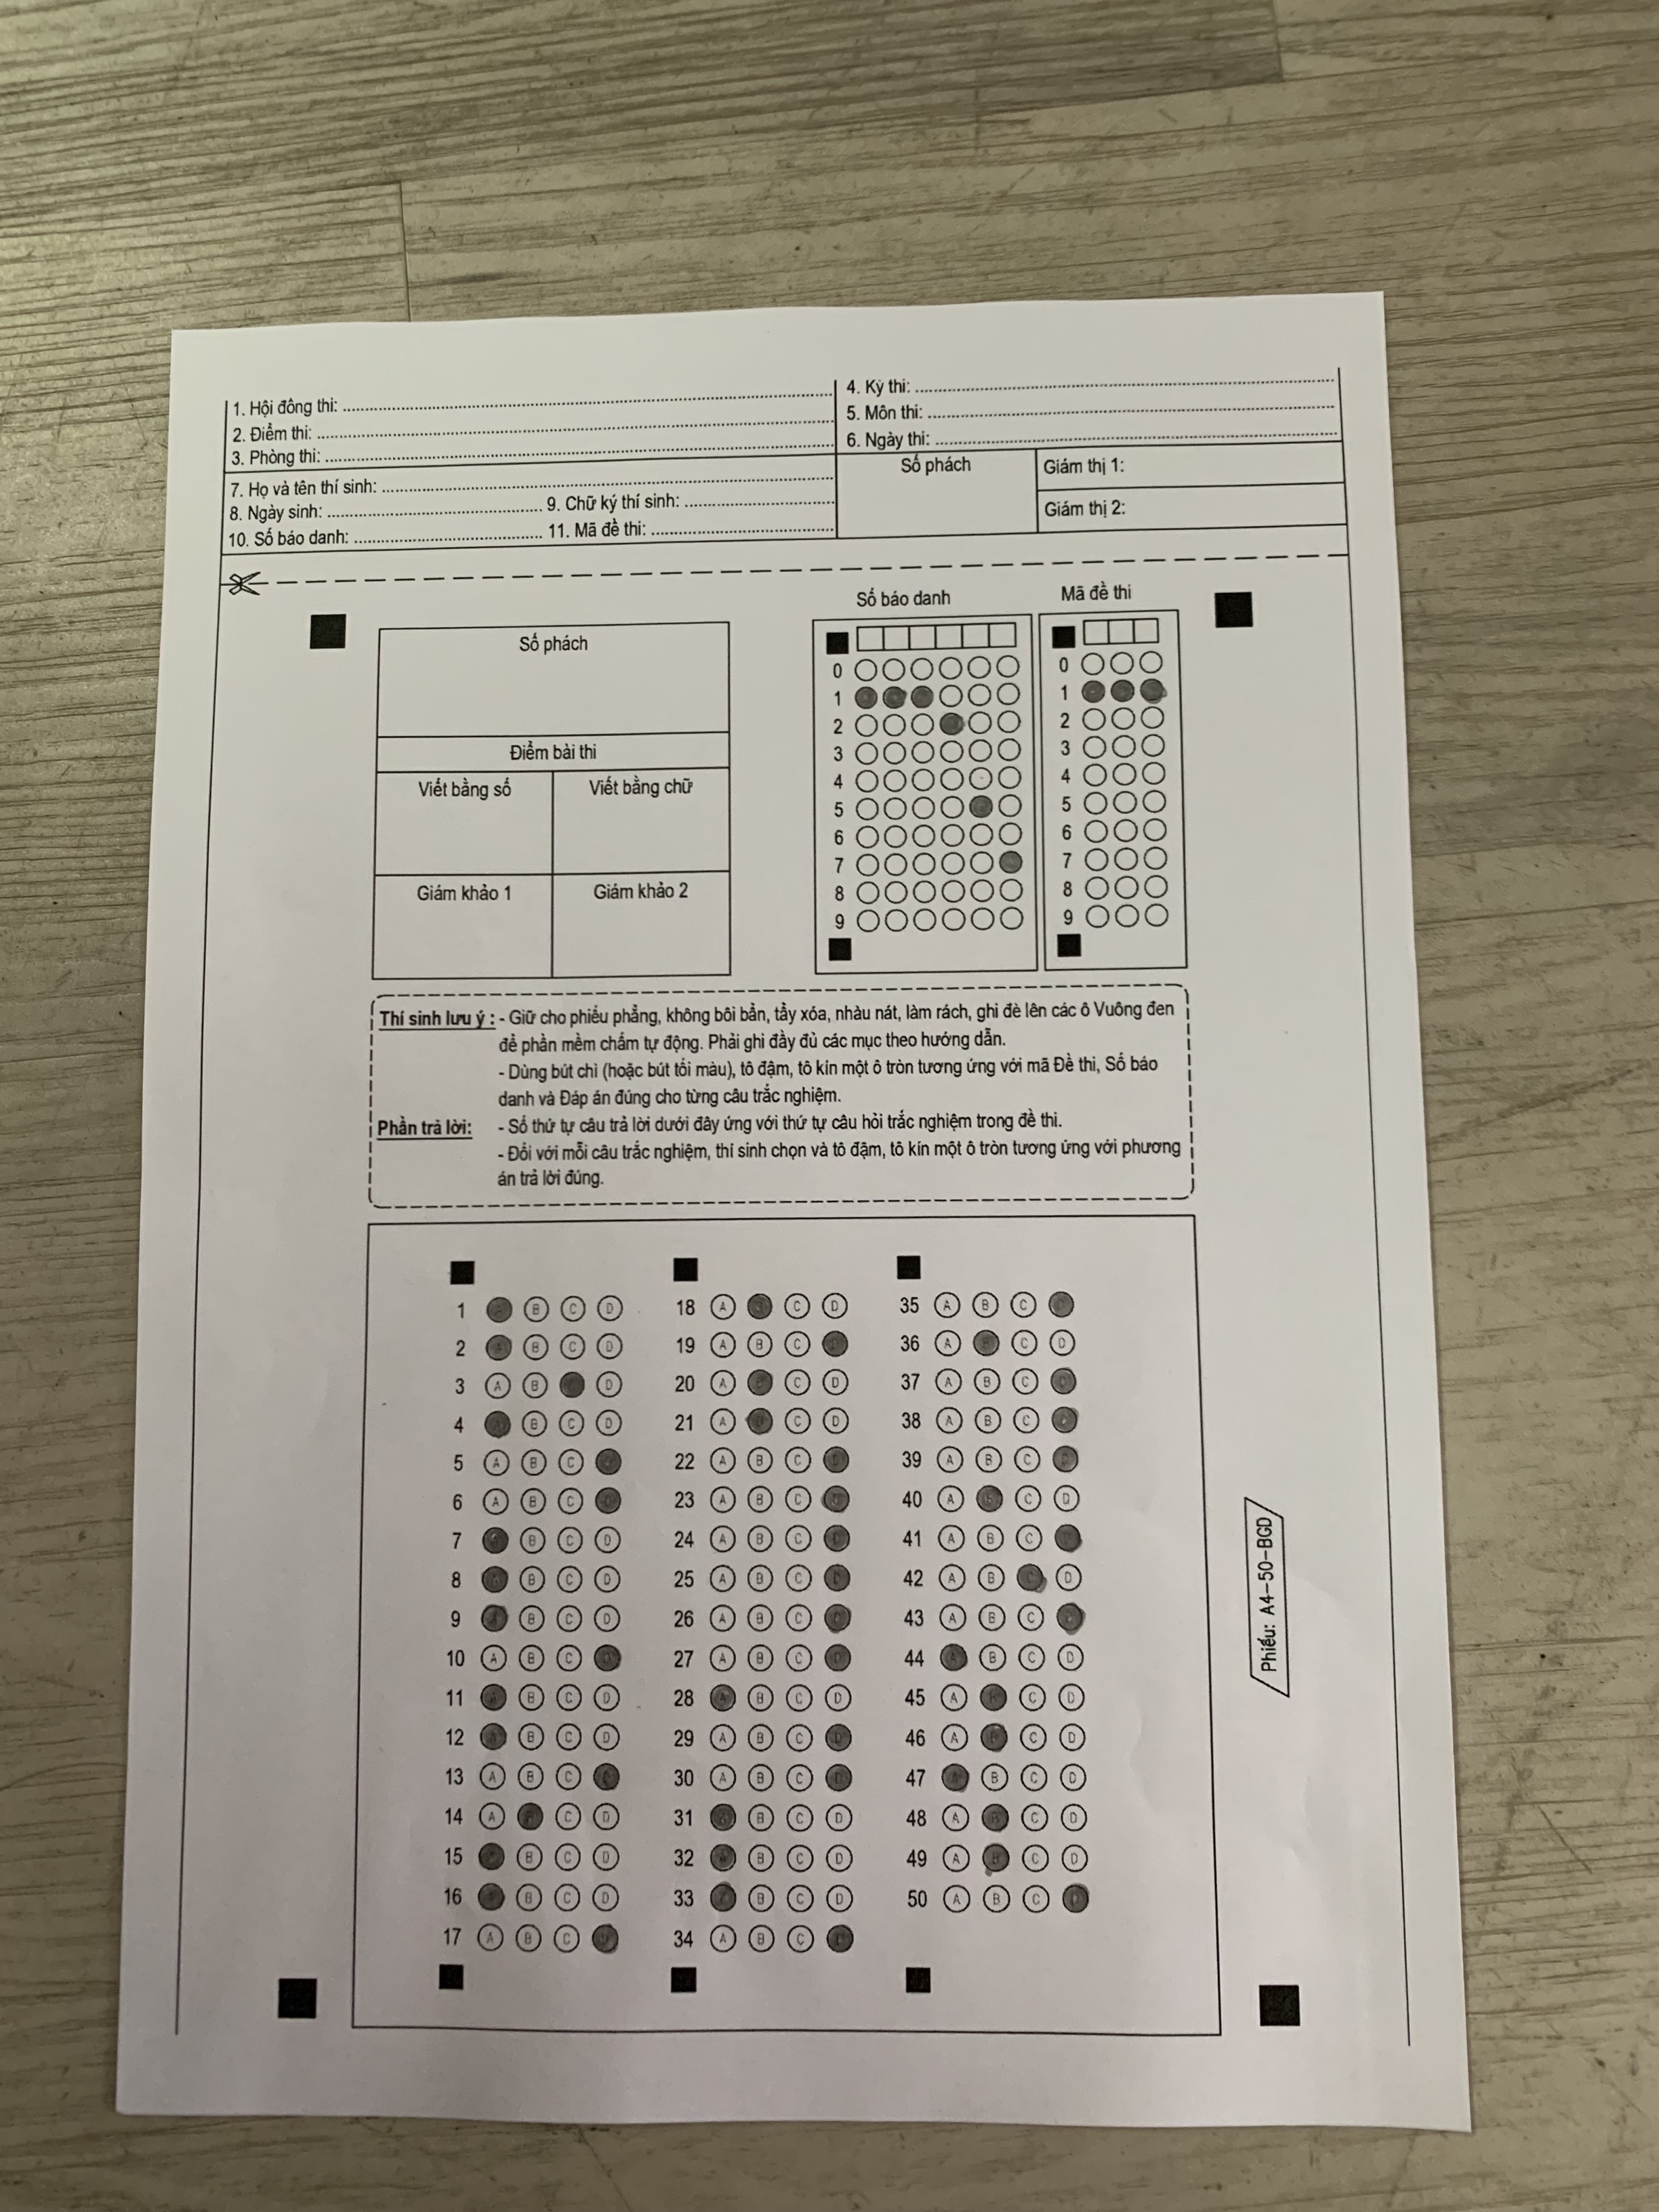 1. Hội đồng thi:
2. Điểm thi:
3. Phòng thi:
4. Kỳ thi:
5. Môn thi:
6. Ngày thi:
7. Họ và tên thí sinh:
8. Ngày sinh: 9. Chữ ký thí sinh:
10. Số báo danh: 11. Mã đề thi:
Số phách
Giám thị 1:
Giám thị 2:
Số phách
Điểm bài thi
Viết bằng số Viết bằng chữ
Giám khảo 1 Giám khảo 2
Số báo danh
0
1
2
3
4
5
6
7
8
9
Mã đề thi
0
1
2
3
4
5
6
7
8
9
Thí sinh lưu ý : - Giữ cho phiếu phẳng, không bôi bẩn, tẩy xóa, nhàu nát, làm rách, ghi đè lên các ô Vuông đen
để phần mềm chấm tự động. Phải ghi đầy đủ các mục theo hướng dẫn.
- Dùng bút chì (hoặc bút tối màu), tô đậm, tô kín một ô tròn tương ứng với mã Đề thi, Số báo
danh và Đáp án đúng cho từng câu trắc nghiệm.
Phần trả lời: - Số thứ tự câu trả lời dưới đây ứng với thứ tự câu hỏi trắc nghiệm trong đề thi.
- Đối với mỗi câu trắc nghiệm, thí sinh chọn và tô đậm, tô kín một ô tròn tương ứng với phương
án trả lời đúng.
1 B C D
2 B C D
3 A B D
4 B C D
5 A B C
6 A B C
7 B C D
8 B C D
9 B C D
10 A B C
11 B C D
12 B C D
13 A B C
14 A C D
15 B C D
16 B C D
17 A B C
18 A C D
19 A B C
20 A C D
21 A C D
22 A B C
23 A B C
24 A B C
25 A B C
26 A B C
27 A B C
28 B C D
29 A B C
30 A B C
31 B C D
32 B C D
33 B C D
34 A B C
35 A B C
36 A C D
37 A B C
38 A B C
39 A B C
40 A C D
41 A B C
42 A B D
43 A B C
44 B C D
45 A C D
46 A C D
47 B C D
48 A C D
49 A C D
50 A B C
Phiếu: A4-50-BGD